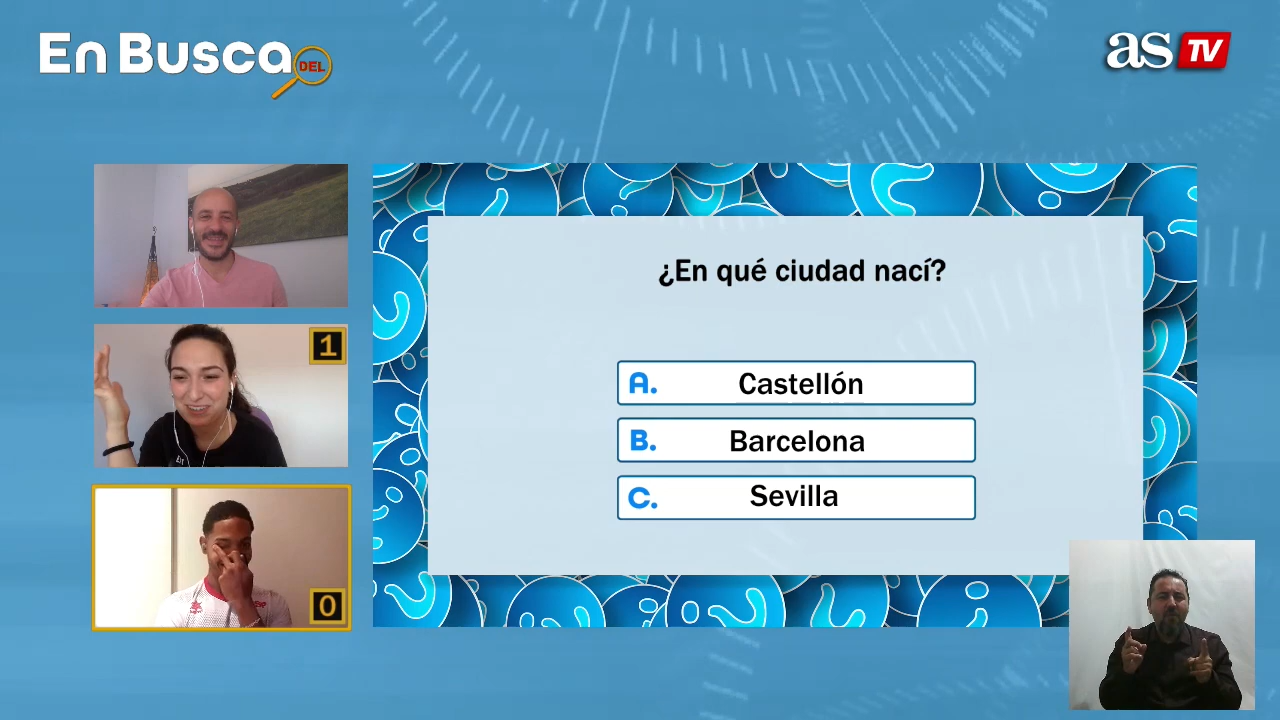 En Busca
DEL
as TV
¿En qué ciudad nací?
A. Castellón
B. Barcelona
C. Sevilla
1
0